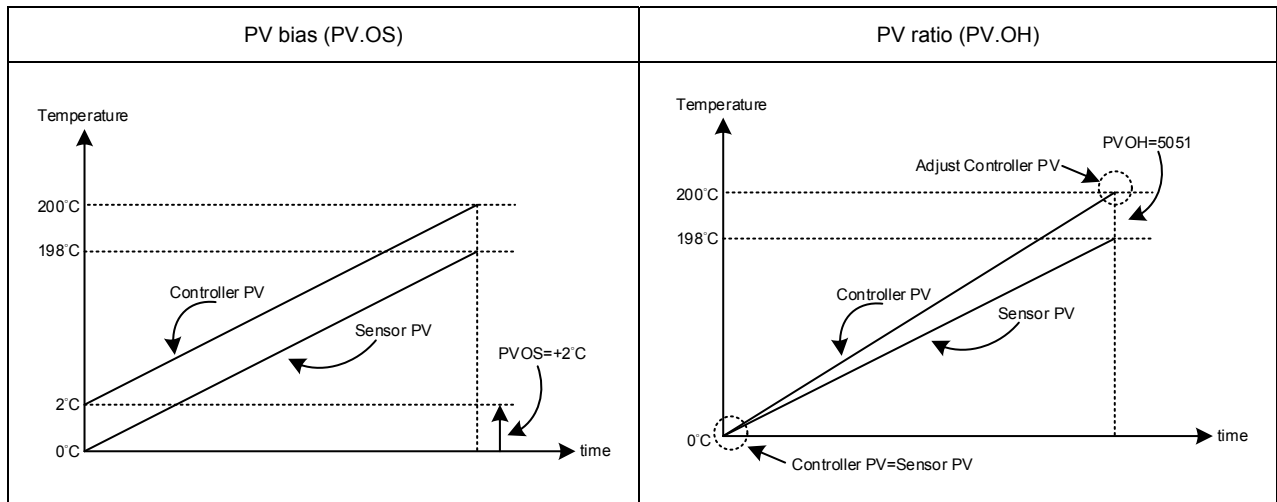 PV bias (PV.OS)
PV ratio (PV.OH)
Temperature
200°C
198°C
Controller PV
Sensor PV
PVOS=+2°C
2°C
0°C
time
Temperature
PVOH=5051
Adjust Controller PV
200°C
198°C
Controller PV
Sensor PV
0°C
time
Controller PV=Sensor PV